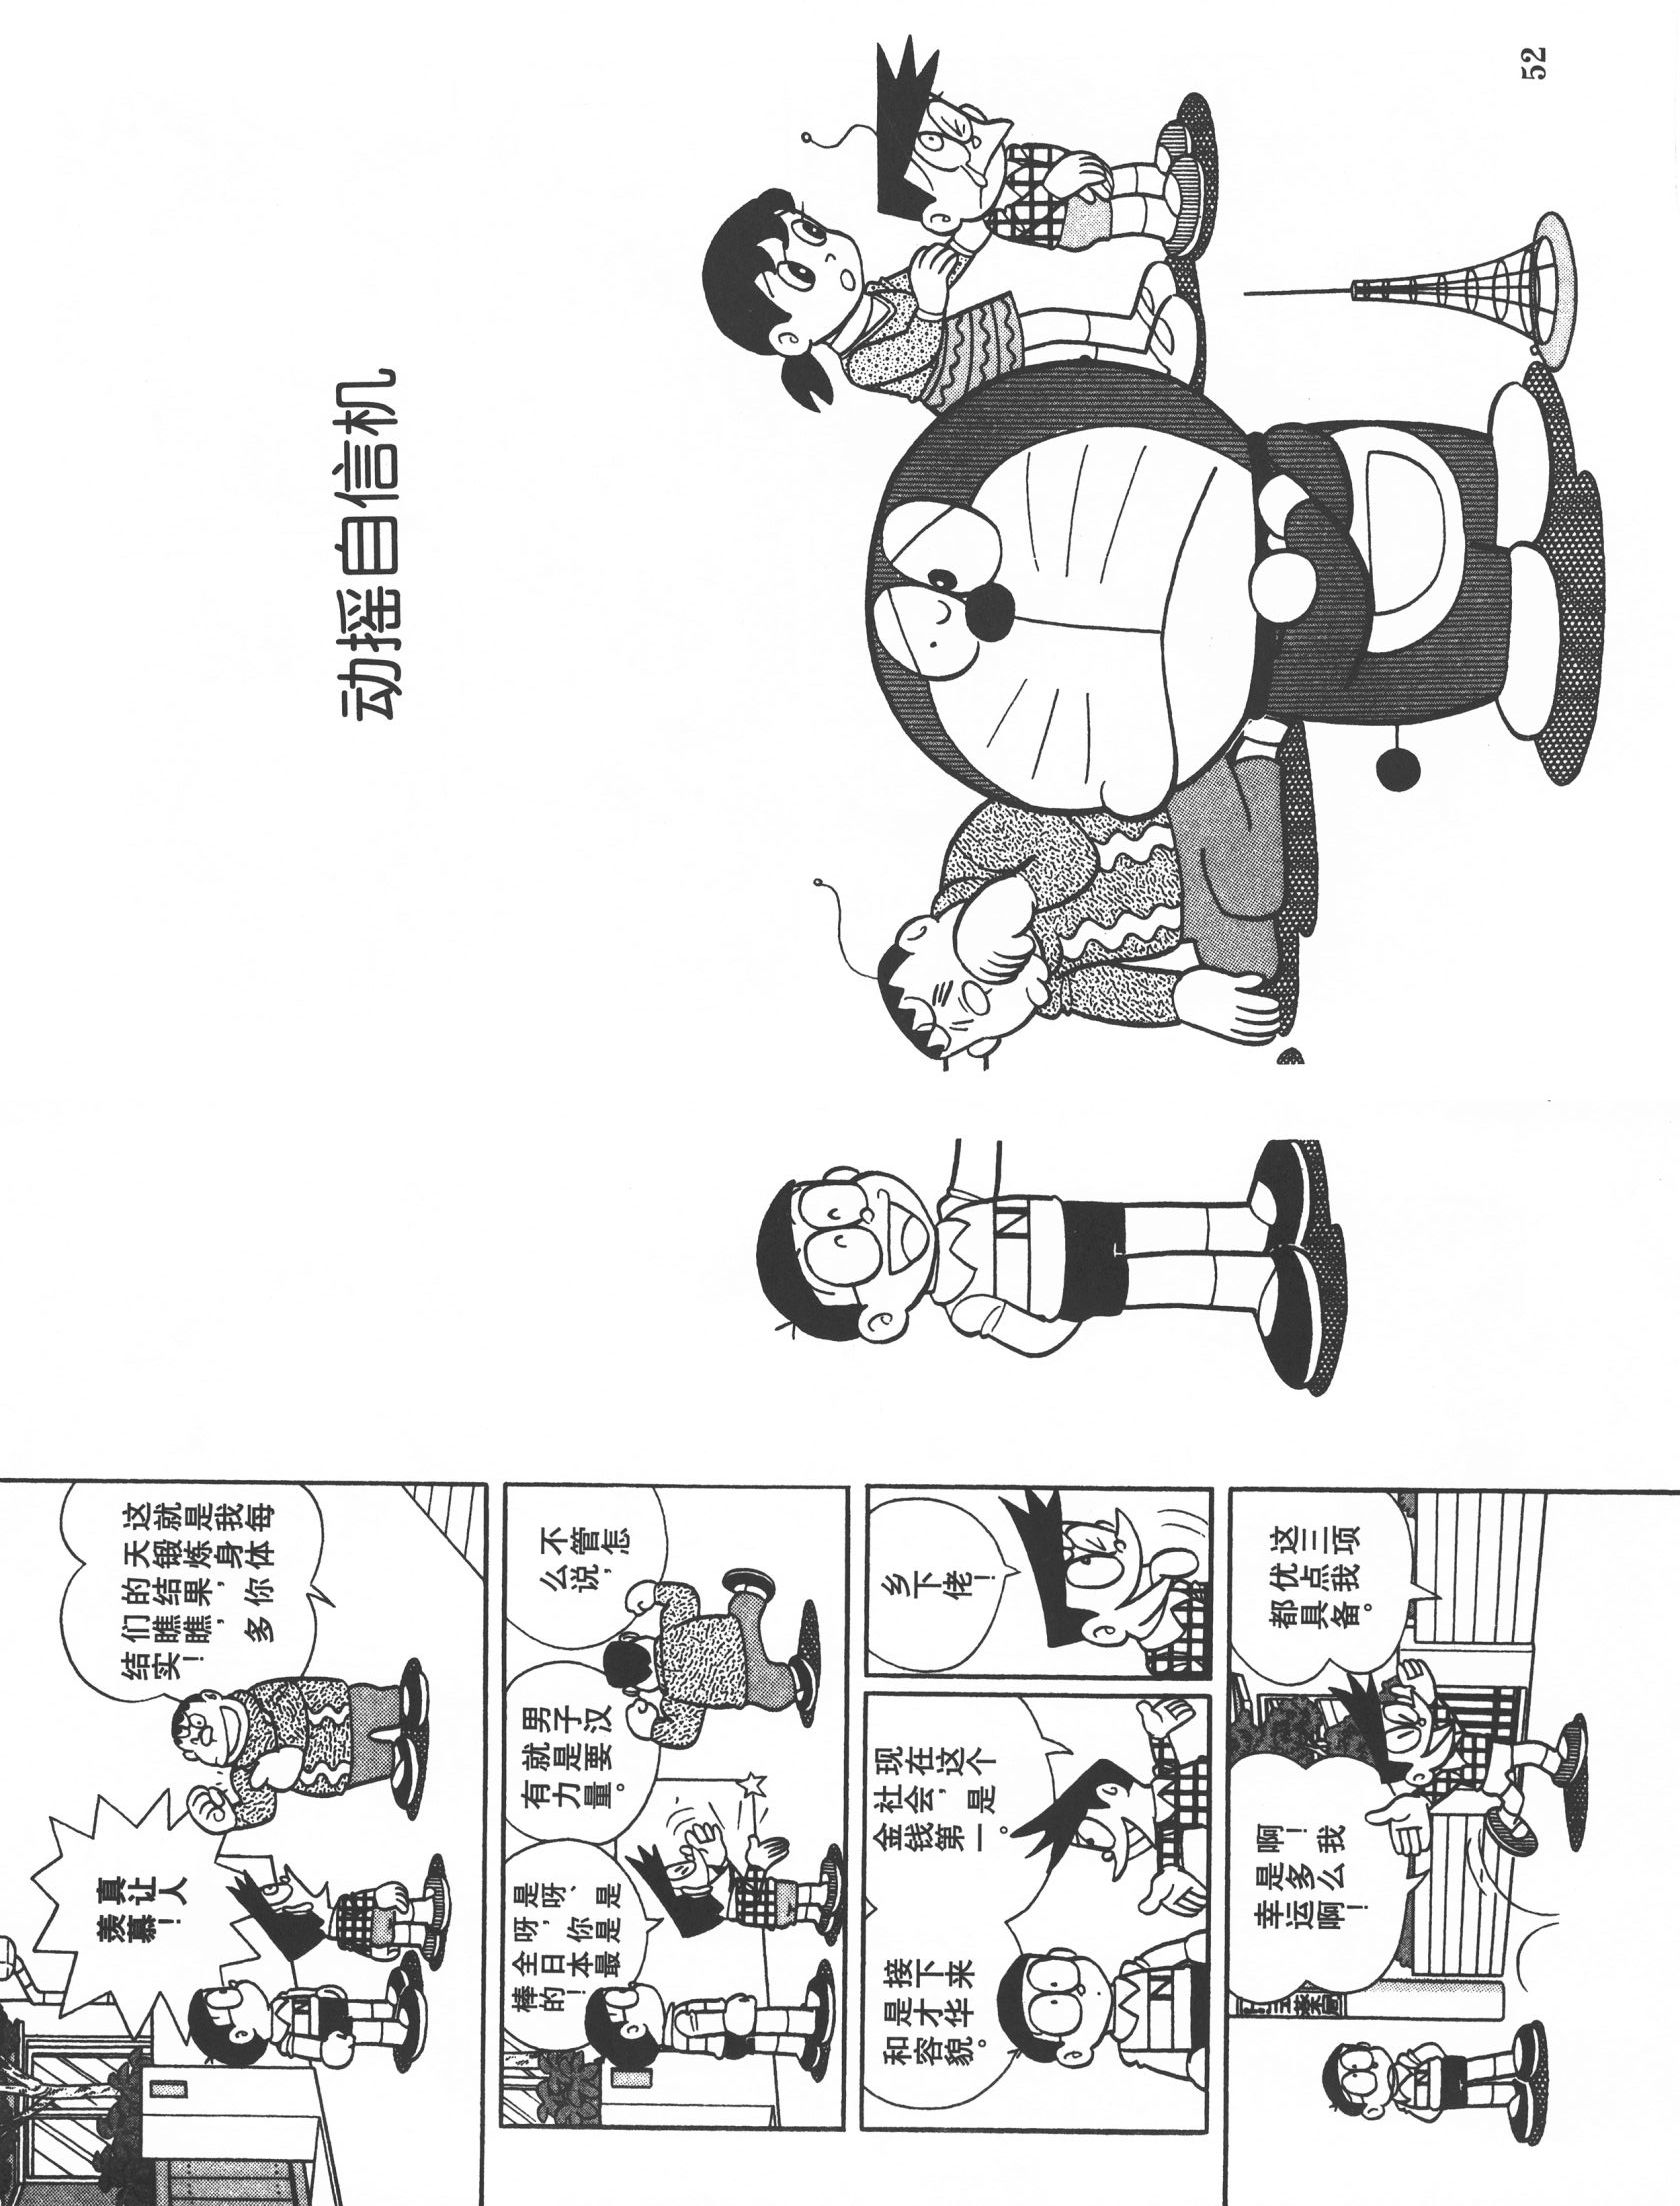 动摇自信机
52
N
这就是我每
天锻炼身体
的结果,你
们瞧瞧,多
结实!
真让人
羡慕!
N
不管怎
么说,
男子汉
就是要
有力量。
是呀、是
呀,你是
全日本最
棒的!
乡下佬!
现在这个
社会,是
金钱第一。
接下来
是才华
和容貌。
N
这三项
优点我
都具备。
啊!我
是多么
幸运啊!
N